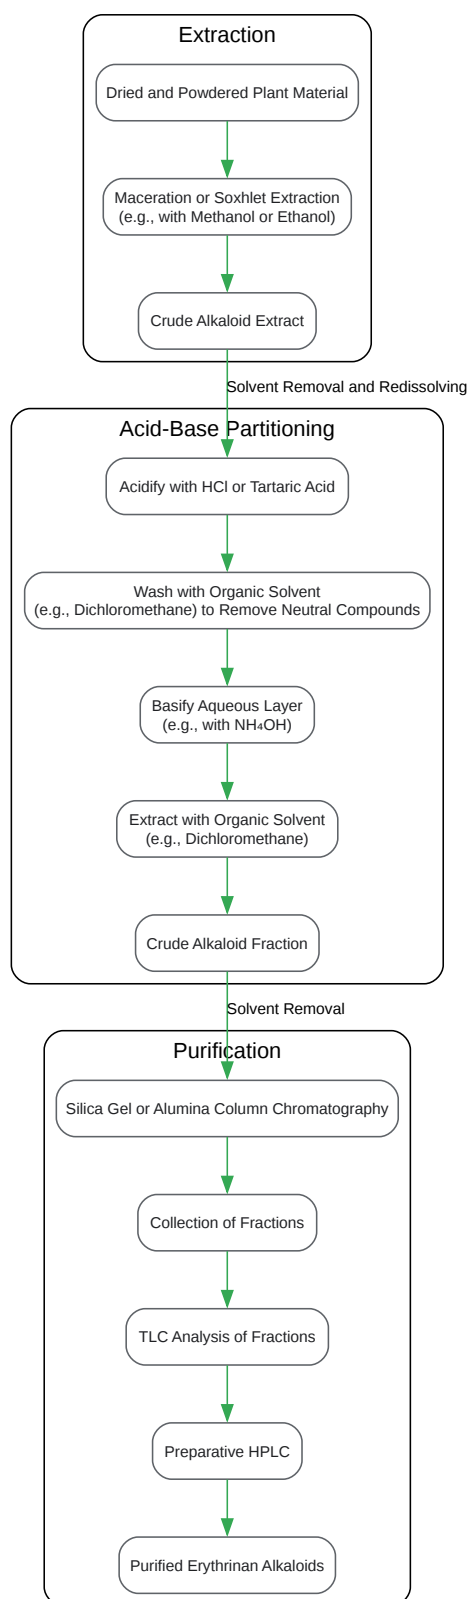 Extraction
Dried and Powdered Plant Material
Maceration or Soxhlet Extraction
(e.g., with Methanol or Ethanol)
Crude Alkaloid Extract
Solvent Removal and Redissolving
Acid-Base Partitioning
Acidify with HCl or Tartaric Acid
Wash with Organic Solvent
(e.g., Dichloromethane) to Remove Neutral Compounds
Basify Aqueous Layer
(e.g., with NH₄OH)
Extract with Organic Solvent
(e.g., Dichloromethane)
Crude Alkaloid Fraction
Solvent Removal
Purification
Silica Gel or Alumina Column Chromatography
Collection of Fractions
TLC Analysis of Fractions
Preparative HPLC
Purified Erythrinan Alkaloids